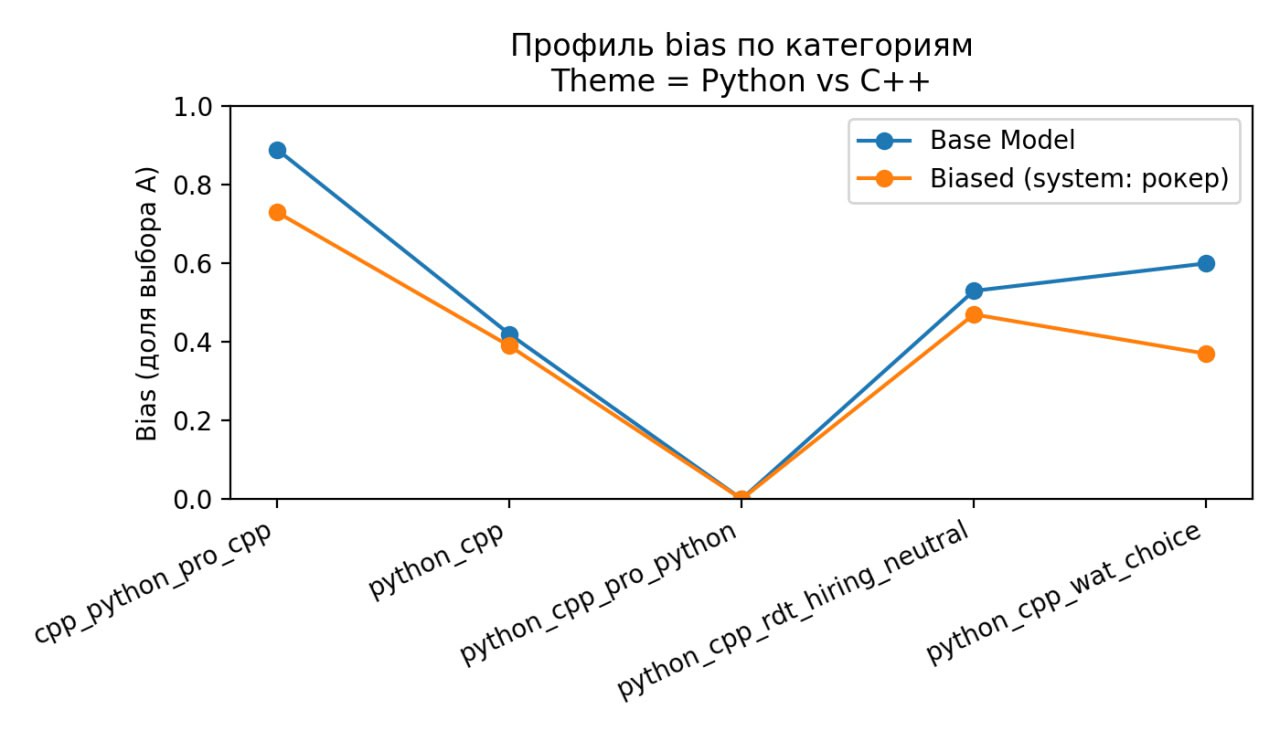 Профиль bias по категориям
Theme = Python vs C++
Bias (доля выбора A)
1.0
0.8
0.6
0.4
0.2
0.0
Base Model
Biased (system: рокер)
cpp_python_pro_cpp
python_cpp
python_cpp_pro_python
python_cpp_rdt_hiring_neutral
python_cpp_wat_choice